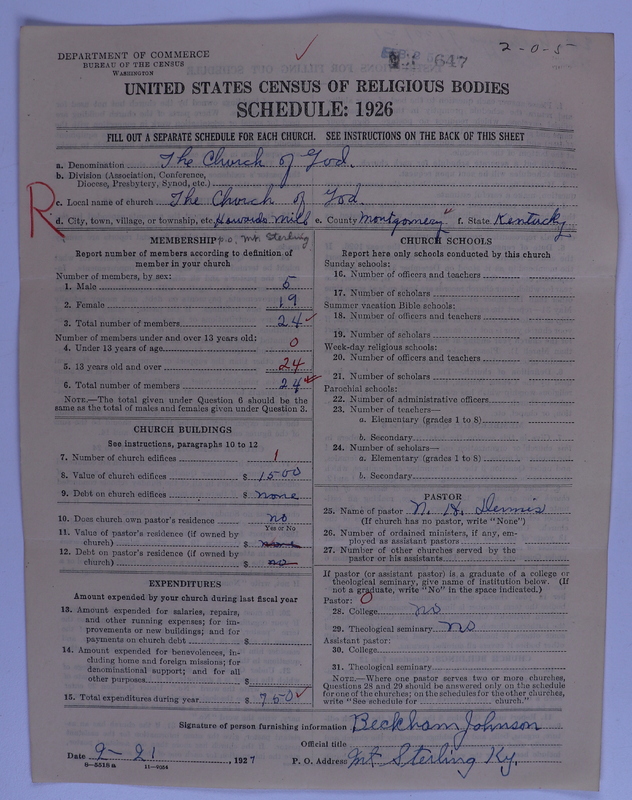 2-0-5
647
DEPARTMENT OF COMMERCE
BUREAU OF THE CENSUS
WASHINGTON
UNITED STATES CENSUS OF RELIGIOUS BODIES
SCHEDULE: 1926
FILL OUT A SEPARATE SCHEDULE FOR EACH CHURCH. SEE INSTRUCTIONS ON THE BACK OF THIS SHEET
a. Denomination The Church of God.
b. Division (Association, Conference, Diocese, Presbytery, Synod, etc.)
R
c. Local name of church The Church of God.
d. City, town, village, or township, etc. Howards Mill e. County Montgomery f. State Kentucky
P.O. Mt. Sterling
MEMBERSHIP
Report number of members according to definition of
member in your church
Number of members, by sex:
1. Male 5
2. Female 19
3. Total number of members 24
Number of members under and over 13 years old:
4. Under 13 years of age 0
5. 13 years old and over 24
6. Total number of members 24
NOTE.—The total given under Question 6 should be
same as the total of males and females given under Question 3.
CHURCH BUILDINGS
See instructions, paragraphs 10 to 12
7. Number of church edifices 1
8. Value of church edifices $ 1500
9. Debt on church edifices $ none
10. Does church own pastor's residence no
Yes or No
11. Value of pastor's residence (if owned by
church) $ none
12. Debt on pastor's residence (if owned by
church) $ no
EXPENDITURES
Amount expended by your church during last fiscal year
13. Amount expended for salaries, repairs,
and other running expenses; for im-
provements or new buildings; and for
payments on church debt $
14. Amount expended for benevolences, in-
cluding home and foreign missions; for
denominational support; and for all
other purposes $
15. Total expenditures during year $ 750
CHURCH SCHOOLS
Report here only schools conducted by this church
Sunday schools:
16. Number of officers and teachers
17. Number of scholars
Summer vacation Bible schools:
18. Number of officers and teachers
19. Number of scholars
Week-day religious schools:
20. Number of officers and teachers
21. Number of scholars
Parochial schools:
22. Number of administrative officers
23. Number of teachers—
a. Elementary (grades 1 to 8)
b. Secondary
24. Number of scholars—
a. Elementary (grades 1 to 8)
b. Secondary
PASTOR
25. Name of pastor N. H. Dennis
(If church has no pastor, write "None")
26. Number of ordained ministers, if any, em-
ployed as assistant pastors
27. Number of other churches served by the
pastor or his assistants
If pastor (or assistant pastor) is a graduate of a college or
theological seminary, give name of institution below. (If
not a graduate, write "No" in the space indicated.)
Pastor: 0
28. College no
29. Theological seminary no
Assistant pastor:
30. College
31. Theological seminary
NOTE.—Where one pastor serves two or more churches,
Questions 28 and 29 should be answered only on the schedule
for one of the churches; on the schedules for the other churches,
write "See schedule for church."
Signature of person furnishing information Beckham Johnson
Official title
Date 2-21, 1927 P. O. Address Mt Sterling Ky.
8-5518a 11-9054